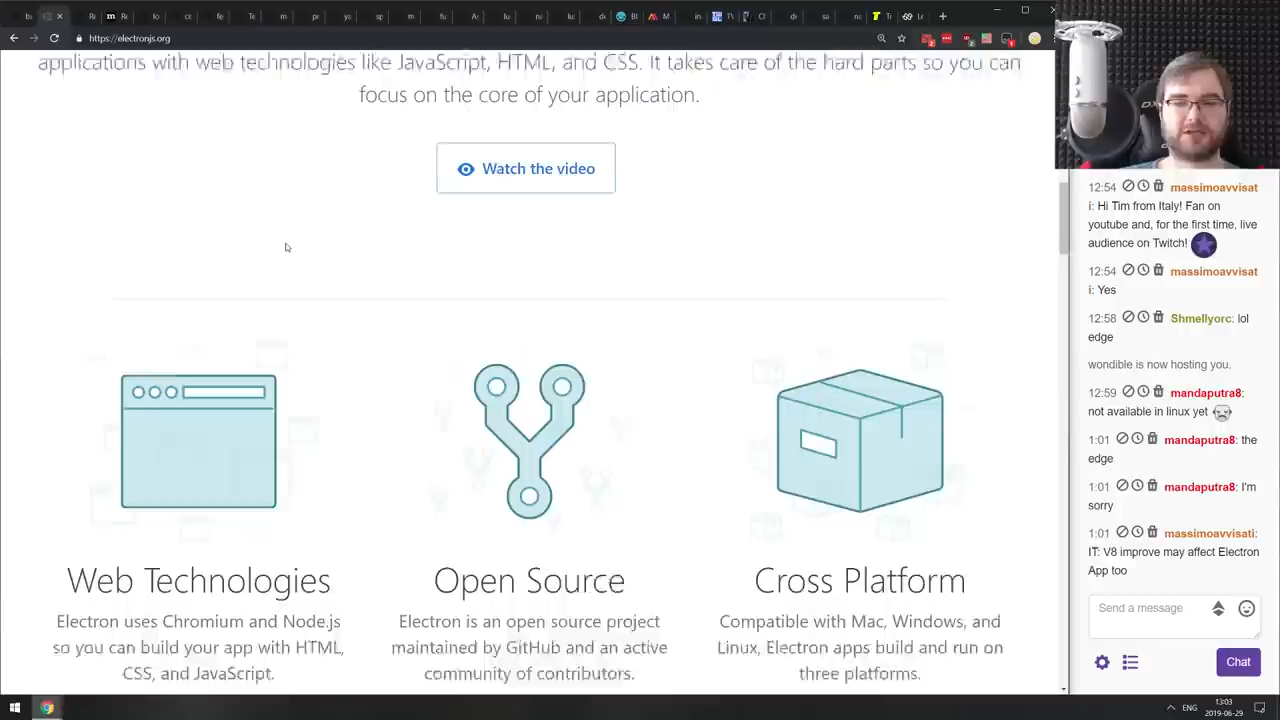 https://electronjs.org
applications with web technologies like JavaScript, HTML, and CSS. It takes care of the hard parts so you can
focus on the core of your application.
Watch the video
Web Technologies
Electron uses Chromium and Node.js
so you can build your app with HTML,
CSS, and JavaScript.
Open Source
Electron is an open source project
maintained by GitHub and an active
community of contributors.
Cross Platform
Compatible with Mac, Windows, and
Linux, Electron apps build and run on
three platforms.
12:54 massimoavvisat
i: Hi Tim from Italy! Fan on
youtube and, for the first time, live
audience on Twitch!
12:54 massimoavvisat
i: Yes
12:58 Shmellyorc: lol
edge
wondible is now hosting you.
12:59 mandaputra8:
not available in linux yet
1:01 mandaputra8: the
edge
1:01 mandaputra8: I'm
sorry
1:01 massimoavvisati:
IT: V8 improve may affect Electron
App too
Send a message
Chat
ENG
13:03
2019-06-29